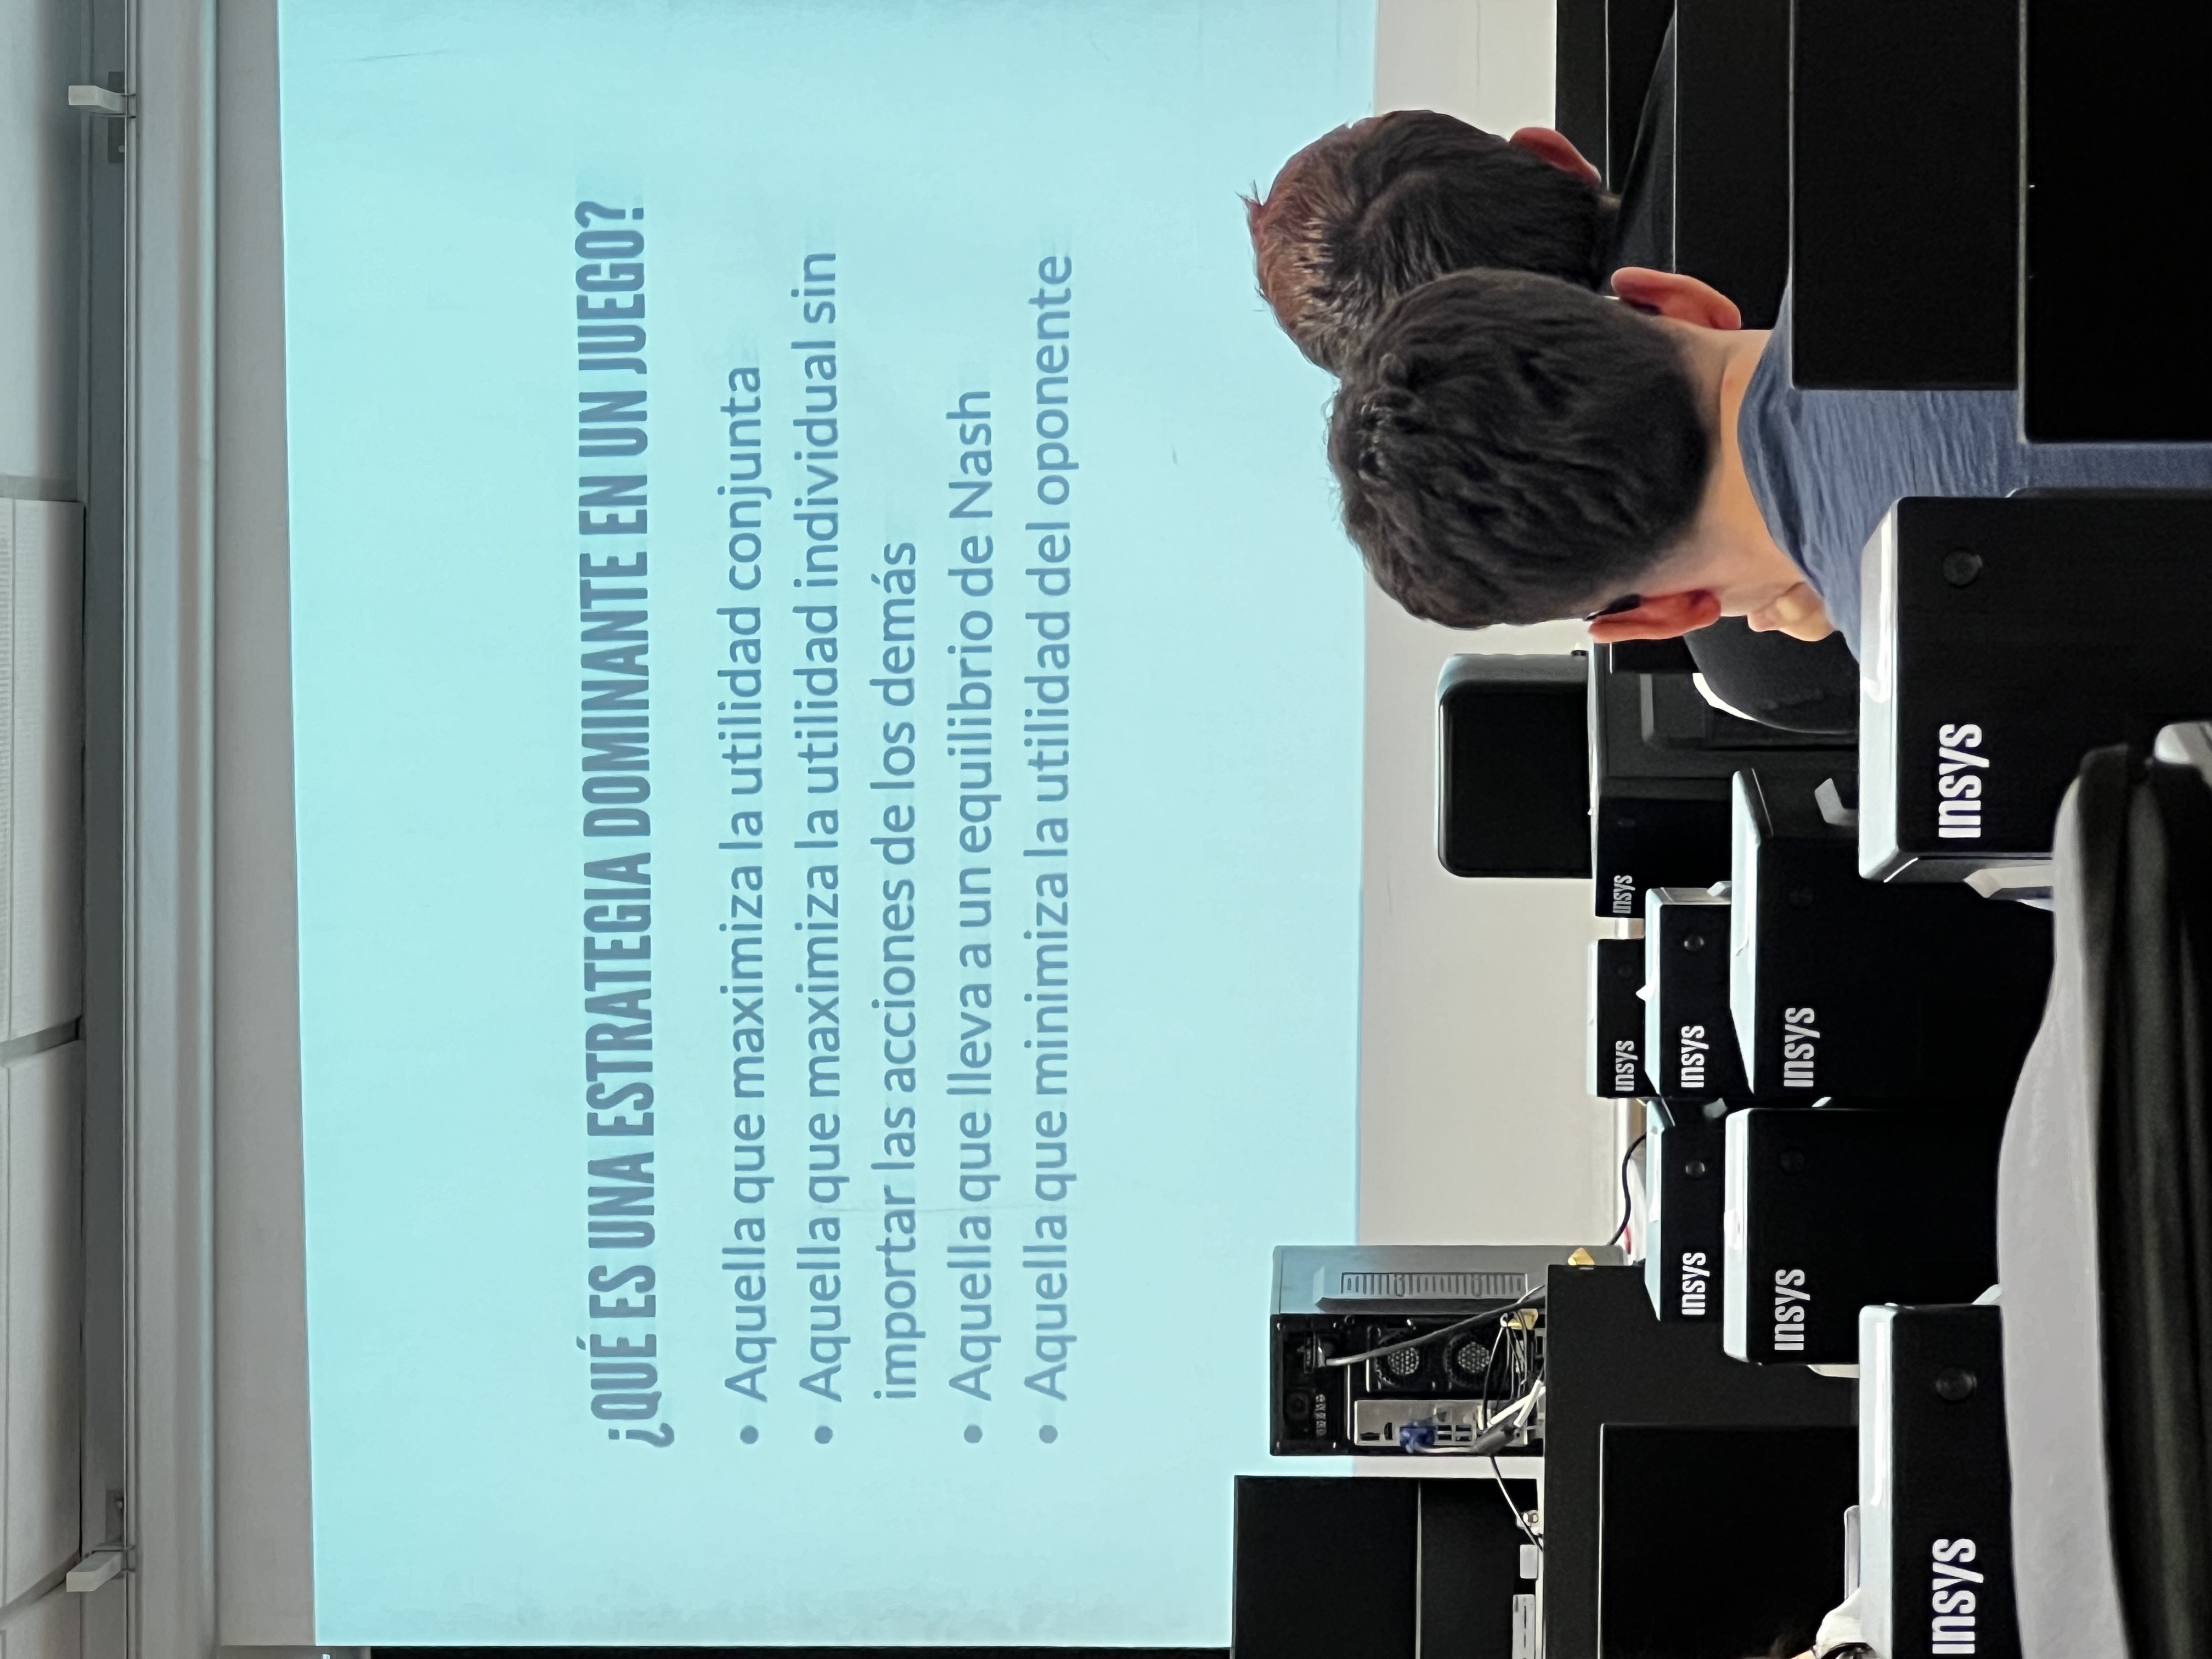 ¿QUÉ ES UNA ESTRATEGIA DOMINANTE EN UN JUEGO?
• Aquella que maximiza la utilidad conjunta
• Aquella que maximiza la utilidad individual sin
importar las acciones de los demás
• Aquella que lleva a un equilibrio de Nash
• Aquella que minimiza la utilidad del oponente
insys
insys
insys
insys
insys
insys
insys
insys